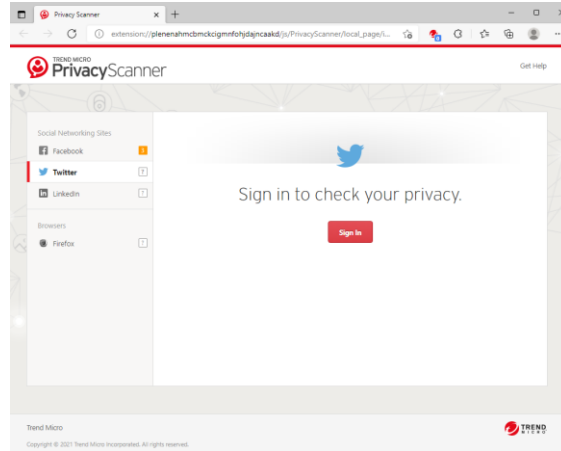 Privacy Scanner
extension://plenenahmcbmckcigmnfohjdajncaakd/js/PrivacyScanner/local_page/i...
TREND MICRO
PrivacyScanner
Get Help
Social Networking Sites
Facebook
Twitter
LinkedIn
Browsers
Firefox
Sign in to check your privacy.
Sign In
Trend Micro
Copyright © 2021 Trend Micro Incorporated. All rights reserved.
TREND
MICRO